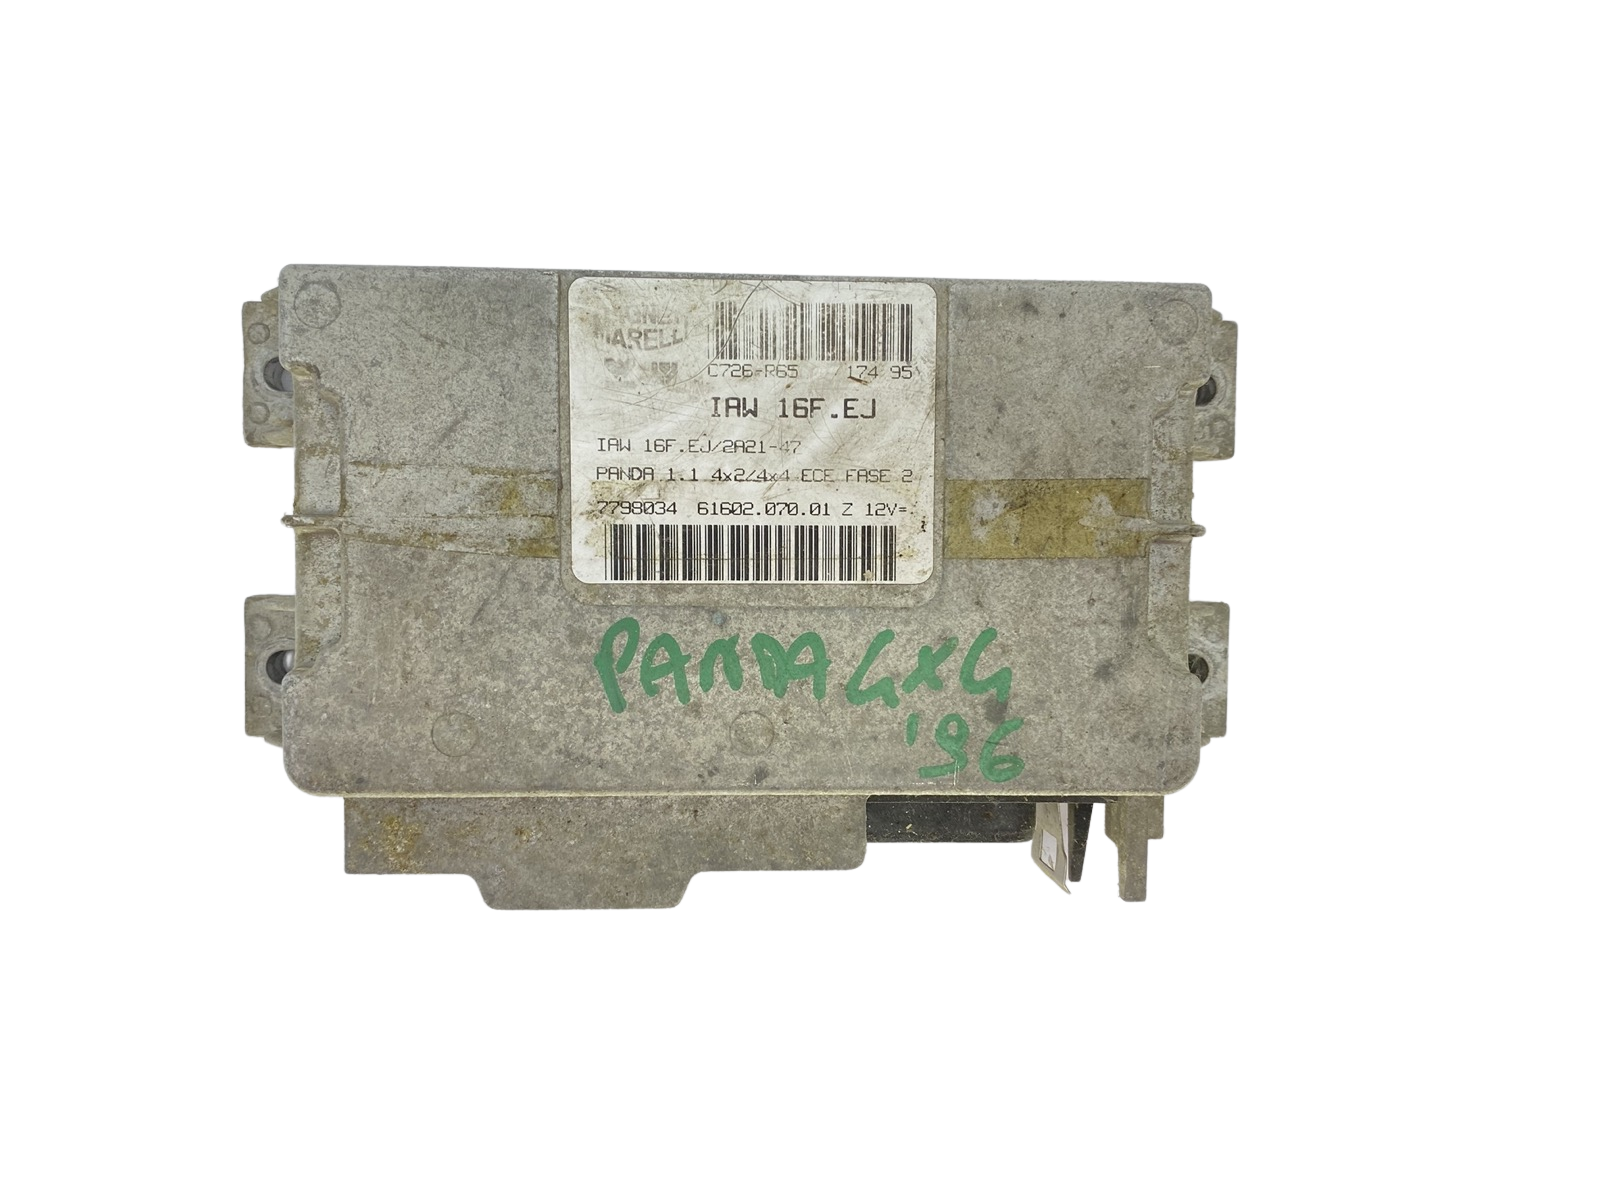 MARELLI
C726-R65 174 95
IAW 16F.EJ
IAW 16F.EJ/2A21-47
PANDA 1.1 4x2/4x4 ECE FASE 2
7798034 61602.070.01 Z 12V=.
PANDA 4x4
'96